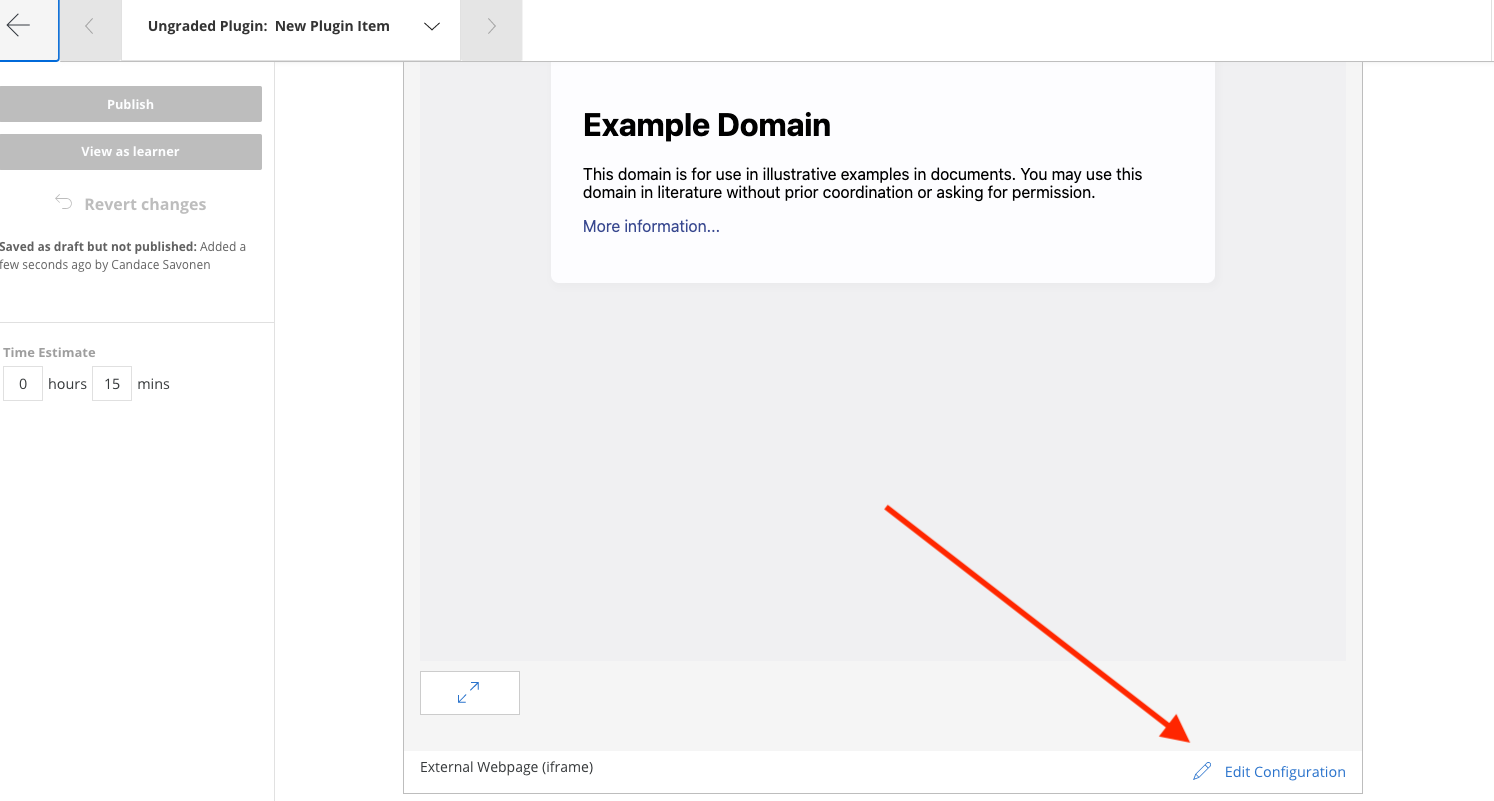 Ungraded Plugin: New Plugin Item
Publish
View as learner
Revert changes
Saved as draft but not published: Added a
few seconds ago by Candace Savonen
Time Estimate
0 hours 15 mins
Example Domain
This domain is for use in illustrative examples in documents. You may use this
domain in literature without prior coordination or asking for permission.
More information...
External Webpage (iframe)
Edit Configuration